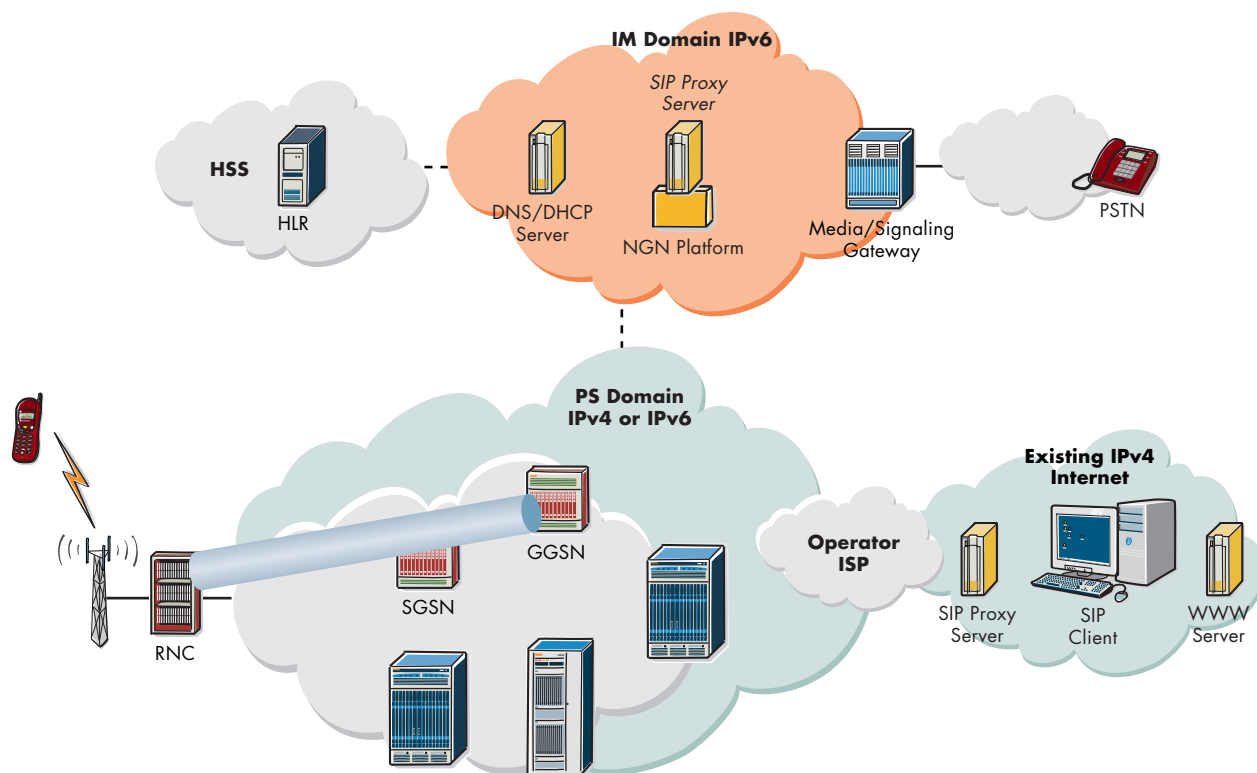 IM Domain IPv6
SIP Proxy
Server
HSS
HLR
DNS/DHCP
Server
NGN Platform
Media/Signaling
Gateway
PSTN
PS Domain
IPv4 or IPv6
GGSN
SGSN
RNC
Operator
ISP
Existing IPv4
Internet
SIP Proxy
Server
SIP
Client
WWW
Server